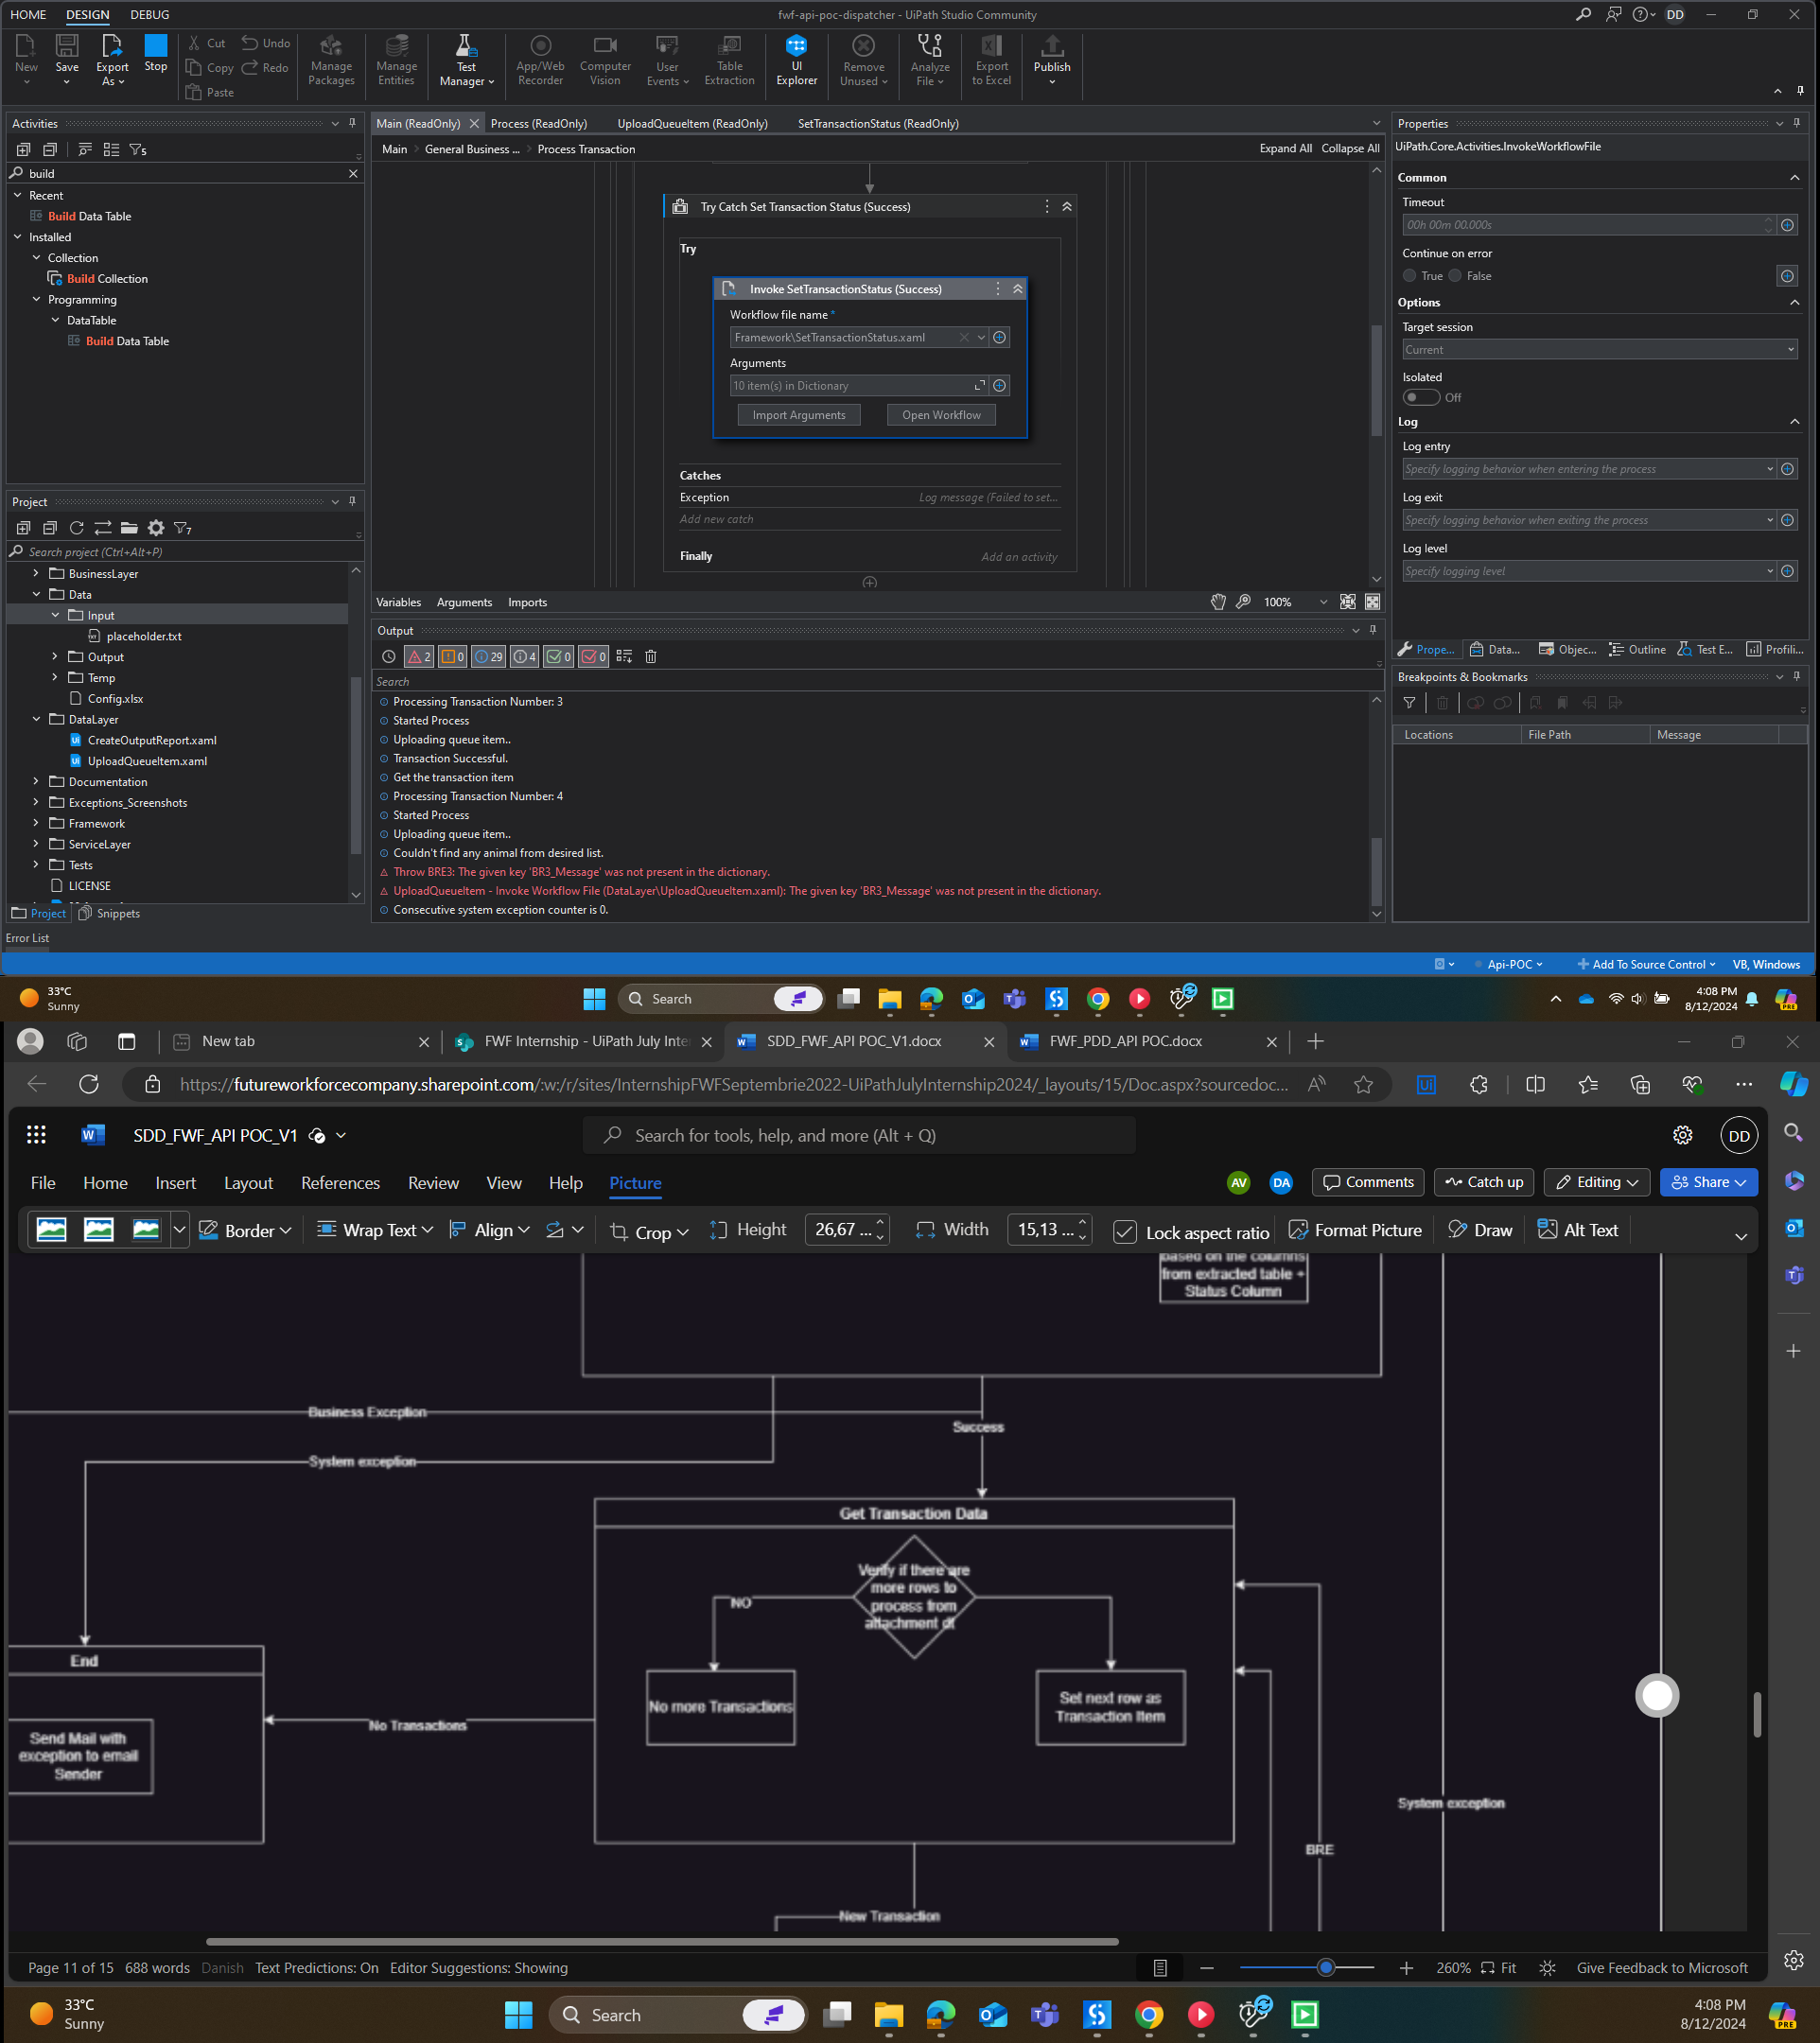 HOME DESIGN DEBUG
fwf-api-poc-dispatcher - UiPath Studio Community
DD
New
Save
Export As
Stop
Cut
Copy
Paste
Undo
Redo
Manage Packages
Manage Entities
Test Manager
App/Web Recorder
Computer Vision
User Events
Table Extraction
UI Explorer
Remove Unused
Analyze File
Export to Excel
Publish
Activities
build
Recent
Build Data Table
Installed
Collection
Build Collection
Programming
DataTable
Build Data Table
Project
Search project (Ctrl+Alt+P)
BusinessLayer
Data
Input
placeholder.txt
Output
Temp
Config.xlsx
DataLayer
CreateOutputReport.xaml
UploadQueueItem.xaml
Documentation
Exceptions_Screenshots
Framework
ServiceLayer
Tests
LICENSE
Project Snippets
Error List
Main (ReadOnly) Process (ReadOnly) UploadQueueItem (ReadOnly) SetTransactionStatus (ReadOnly)
Main General Business ... Process Transaction
Expand All Collapse All
Try Catch Set Transaction Status (Success)
Try
Invoke SetTransactionStatus (Success)
Workflow file name *
Framework\SetTransactionStatus.xaml
Arguments
10 item(s) in Dictionary
Import Arguments Open Workflow
Catches
Exception Log message (Failed to set...
Add new catch
Finally Add an activity
Variables Arguments Imports
100%
Output
2 0 29 4 0 0
Search
Processing Transaction Number: 3
Started Process
Uploading queue item..
Transaction Successful.
Get the transaction item
Processing Transaction Number: 4
Started Process
Uploading queue item..
Couldn't find any animal from desired list.
Throw BRE3: The given key 'BR3_Message' was not present in the dictionary.
UploadQueueItem - Invoke Workflow File (DataLayer\UploadQueueItem.xaml): The given key 'BR3_Message' was not present in the dictionary.
Consecutive system exception counter is 0.
Properties
UiPath.Core.Activities.InvokeWorkflowFile
Common
Timeout
00h 00m 00.000s
Continue on error
True False
Options
Target session
Current
Isolated
Off
Log
Log entry
Specify logging behavior when entering the process
Log exit
Specify logging behavior when exiting the process
Log level
Specify logging level
Prope... Data... Objec... Outline Test E... Profili...
Breakpoints & Bookmarks
Locations File Path Message
Api-POC Add To Source Control VB, Windows
33°C
Sunny
Search
4:08 PM
8/12/2024
New tab
FWF Internship - UiPath July Inte
SDD_FWF_API POC_V1.docx
FWF_PDD_API POC.docx
https://futureworkforcecompany.sharepoint.com/:w:/r/sites/InternshipFWFSeptembrie2022-UiPathJulyInternship2024/_layouts/15/Doc.aspx?sourcedoc...
SDD_FWF_API POC_V1
Search for tools, help, and more (Alt + Q)
DD
File Home Insert Layout References Review View Help Picture
AV DA Comments Catch up Editing Share
Border Wrap Text Align Crop Height 26,67 ... Width 15,13 ... Lock aspect ratio Format Picture Draw Alt Text
based on the columns
from extracted table +
Status Column
Business Exception
Success
System exception
Get Transaction Data
Verify if there are
more rows to
process from
attachment dt
NO
No more Transactions
Set next row as
Transaction Item
End
Send Mail with
exception to email
Sender
No Transactions
System exception
BRE
New Transaction
Page 11 of 15 688 words Danish Text Predictions: On Editor Suggestions: Showing
260% Fit Give Feedback to Microsoft
33°C
Sunny
Search
4:08 PM
8/12/2024